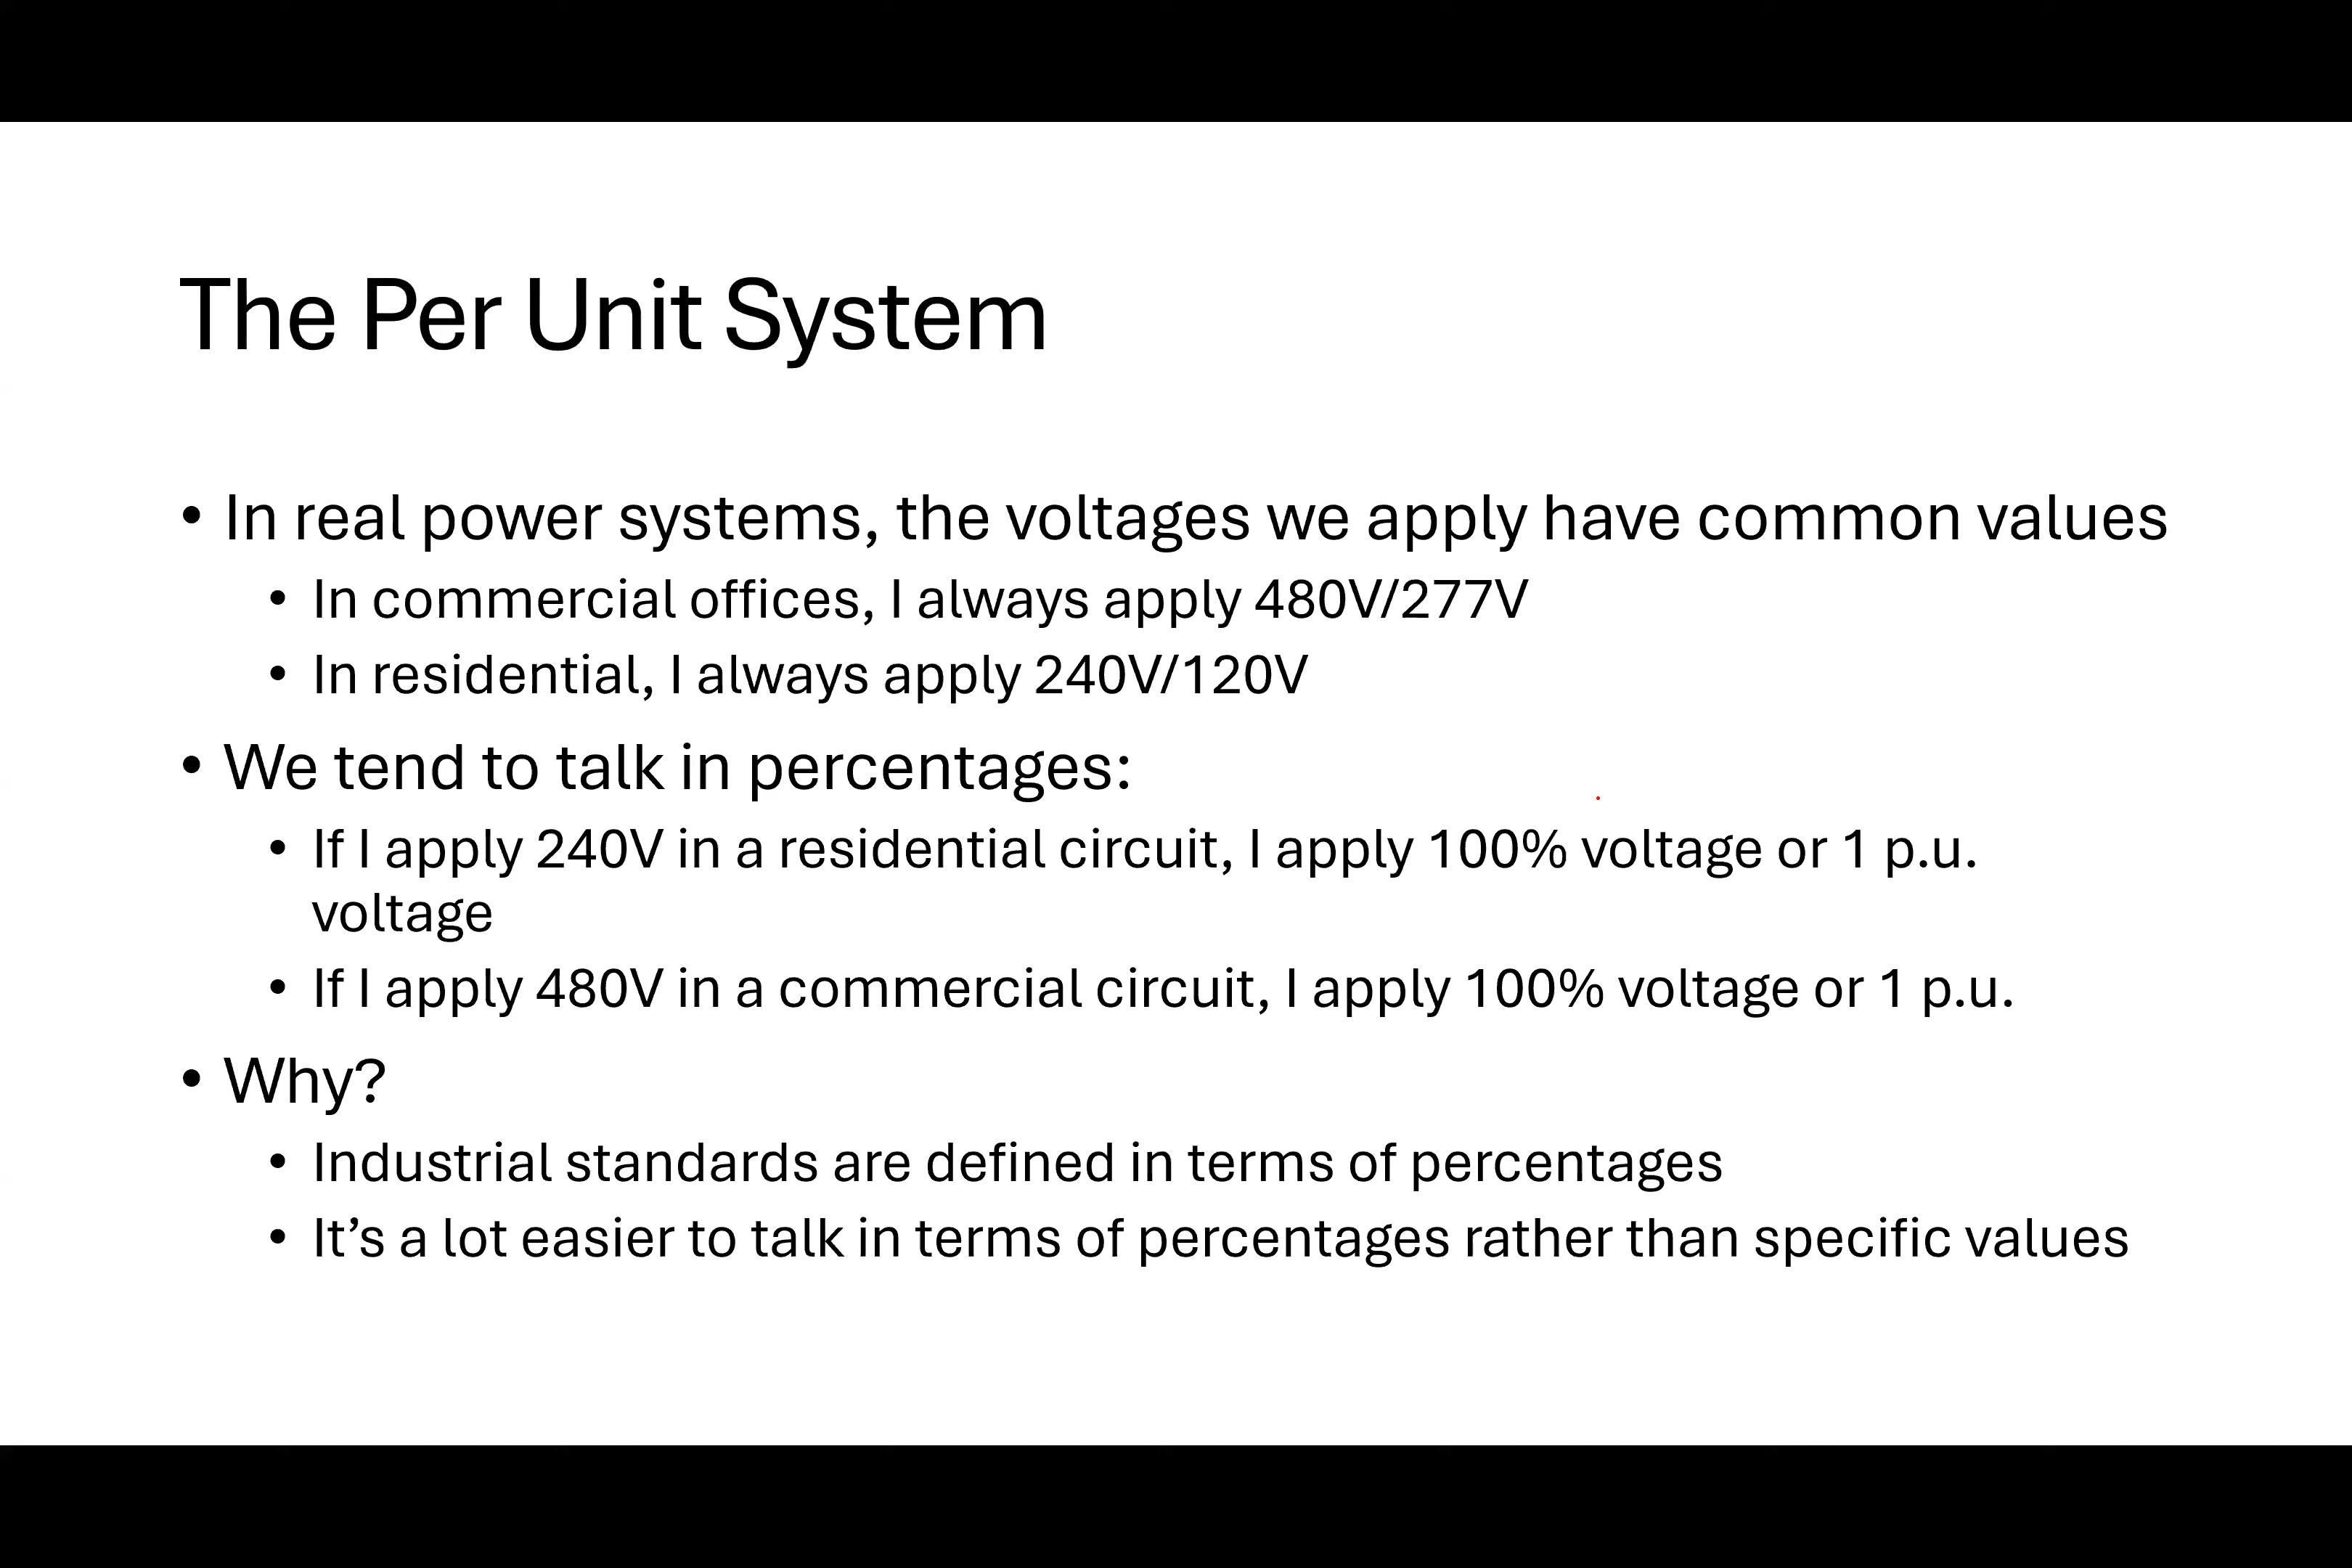 The Per Unit System
• In real power systems, the voltages we apply have common values
• In commercial offices, I always apply 480V/277V
• In residential, I always apply 240V/120V
• We tend to talk in percentages:
• If I apply 240V in a residential circuit, I apply 100% voltage or 1 p.u.
voltage
• If I apply 480V in a commercial circuit, I apply 100% voltage or 1 p.u.
• Why?
• Industrial standards are defined in terms of percentages
• It’s a lot easier to talk in terms of percentages rather than specific values